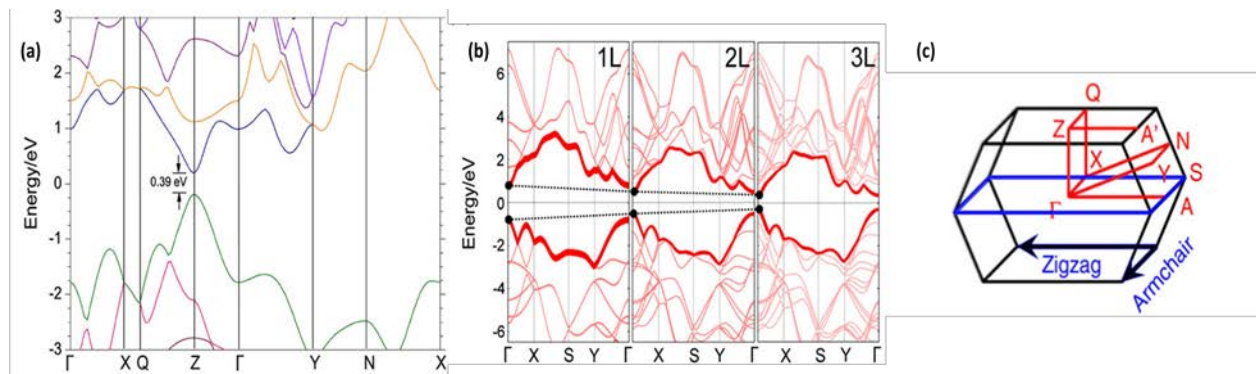 (a)
Energy/eV
3
2
1
0
-1
-2
-3
0.39 eV
Γ X Q Z Γ Y N X
(b)
Energy/eV
6
4
2
0
-2
-4
-6
1L 2L 3L
Γ X S Y Γ X S Y Γ X S Y Γ
(c)
Q
Z
A'
N
X
Y
S
Γ
A
Zigzag
Armchair